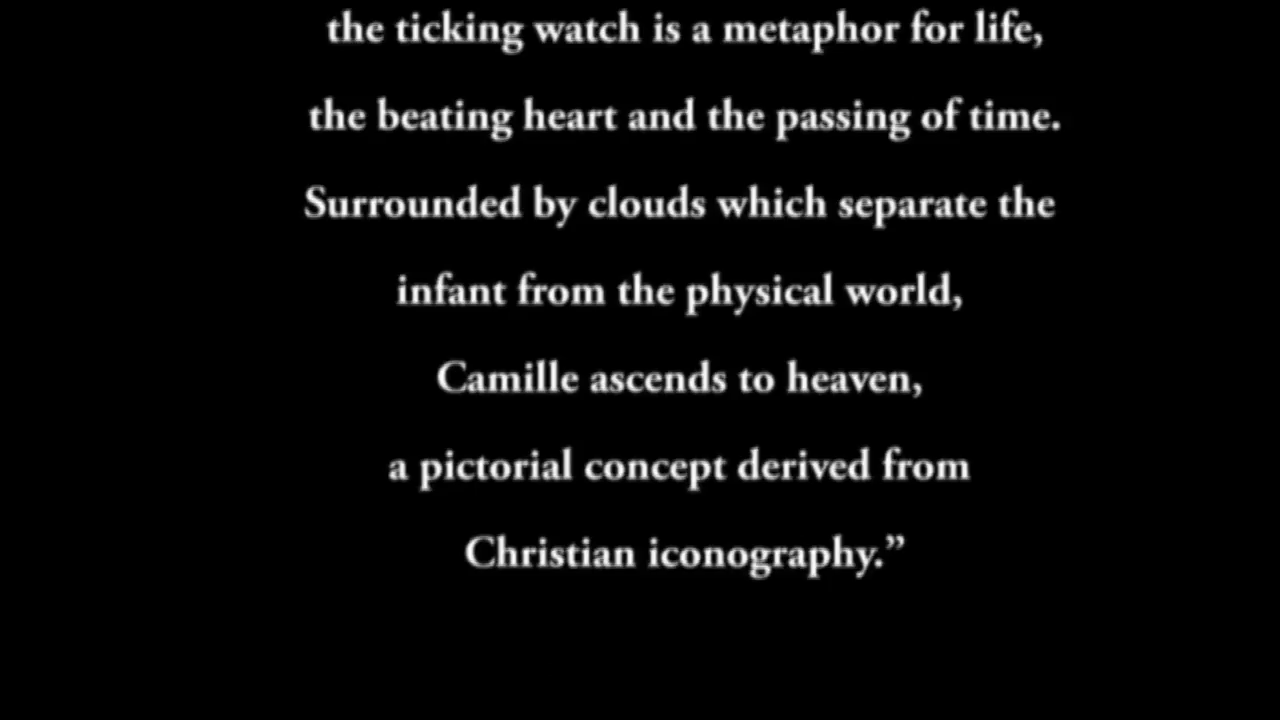 the ticking watch is a metaphor for life,
the beating heart and the passing of time.
Surrounded by clouds which separate the
infant from the physical world,
Camille ascends to heaven,
a pictorial concept derived from
Christian iconography.”